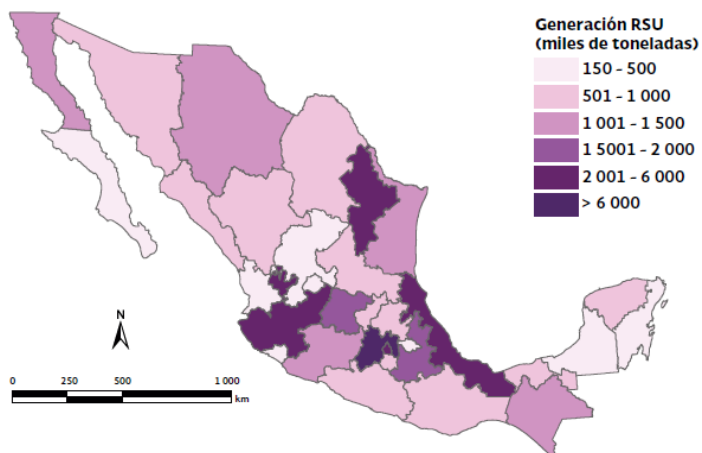 Generación RSU
(miles de toneladas)
150 - 500
501 - 1 000
1 001 - 1 500
1 5001 - 2 000
2 001 - 6 000
> 6 000
N
0 250 500 1 000
km